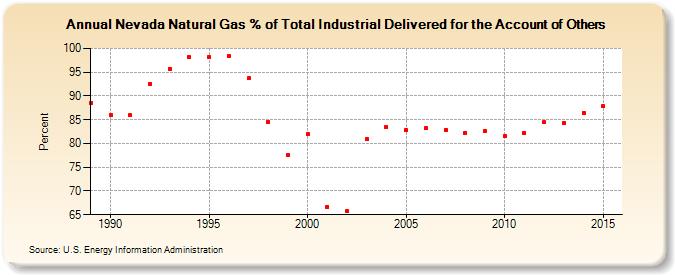 Annual Nevada Natural Gas % of Total Industrial Delivered for the Account of Others
Percent
100
95
90
85
80
75
70
65
1990 1995 2000 2005 2010 2015
Source: U.S. Energy Information Administration